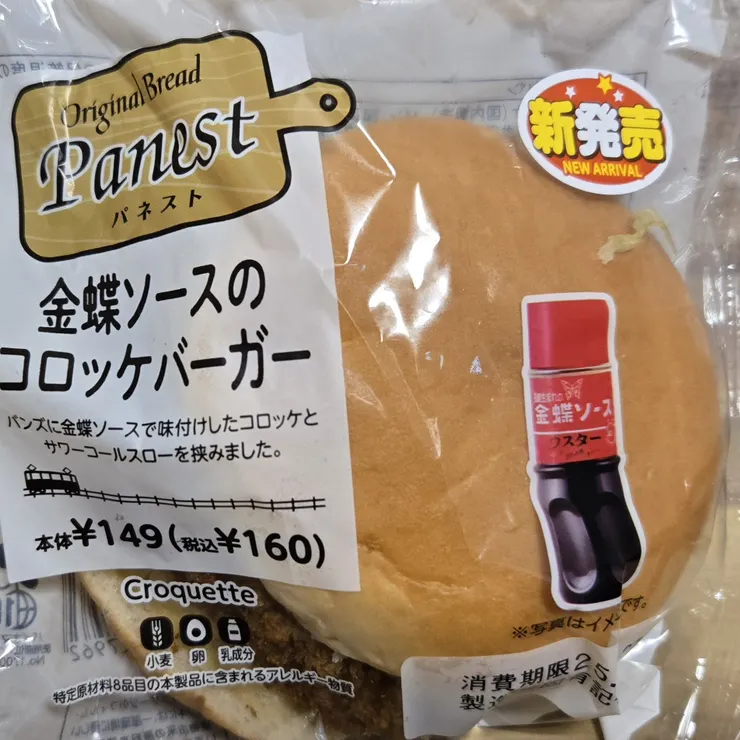 Original Bread
Panest
パネスト
新発売
NEW ARRIVAL
金蝶ソースの
コロッケバーガー
バンズに金蝶ソースで味付けしたコロッケと
サワーコールスローを挟みました。
本体¥149(税込¥160)
金蝶ソース
ウスター
Croquette
小麦 卵 乳成分
特定原材料8品目の本製品に含まれるアレルギー物質
※写真はイメ
です。
消費期限25.
製